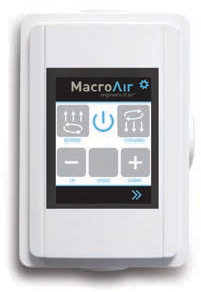 MacroAir
engineers of air
REVERSE FORWARD
UP SPEED DOWN